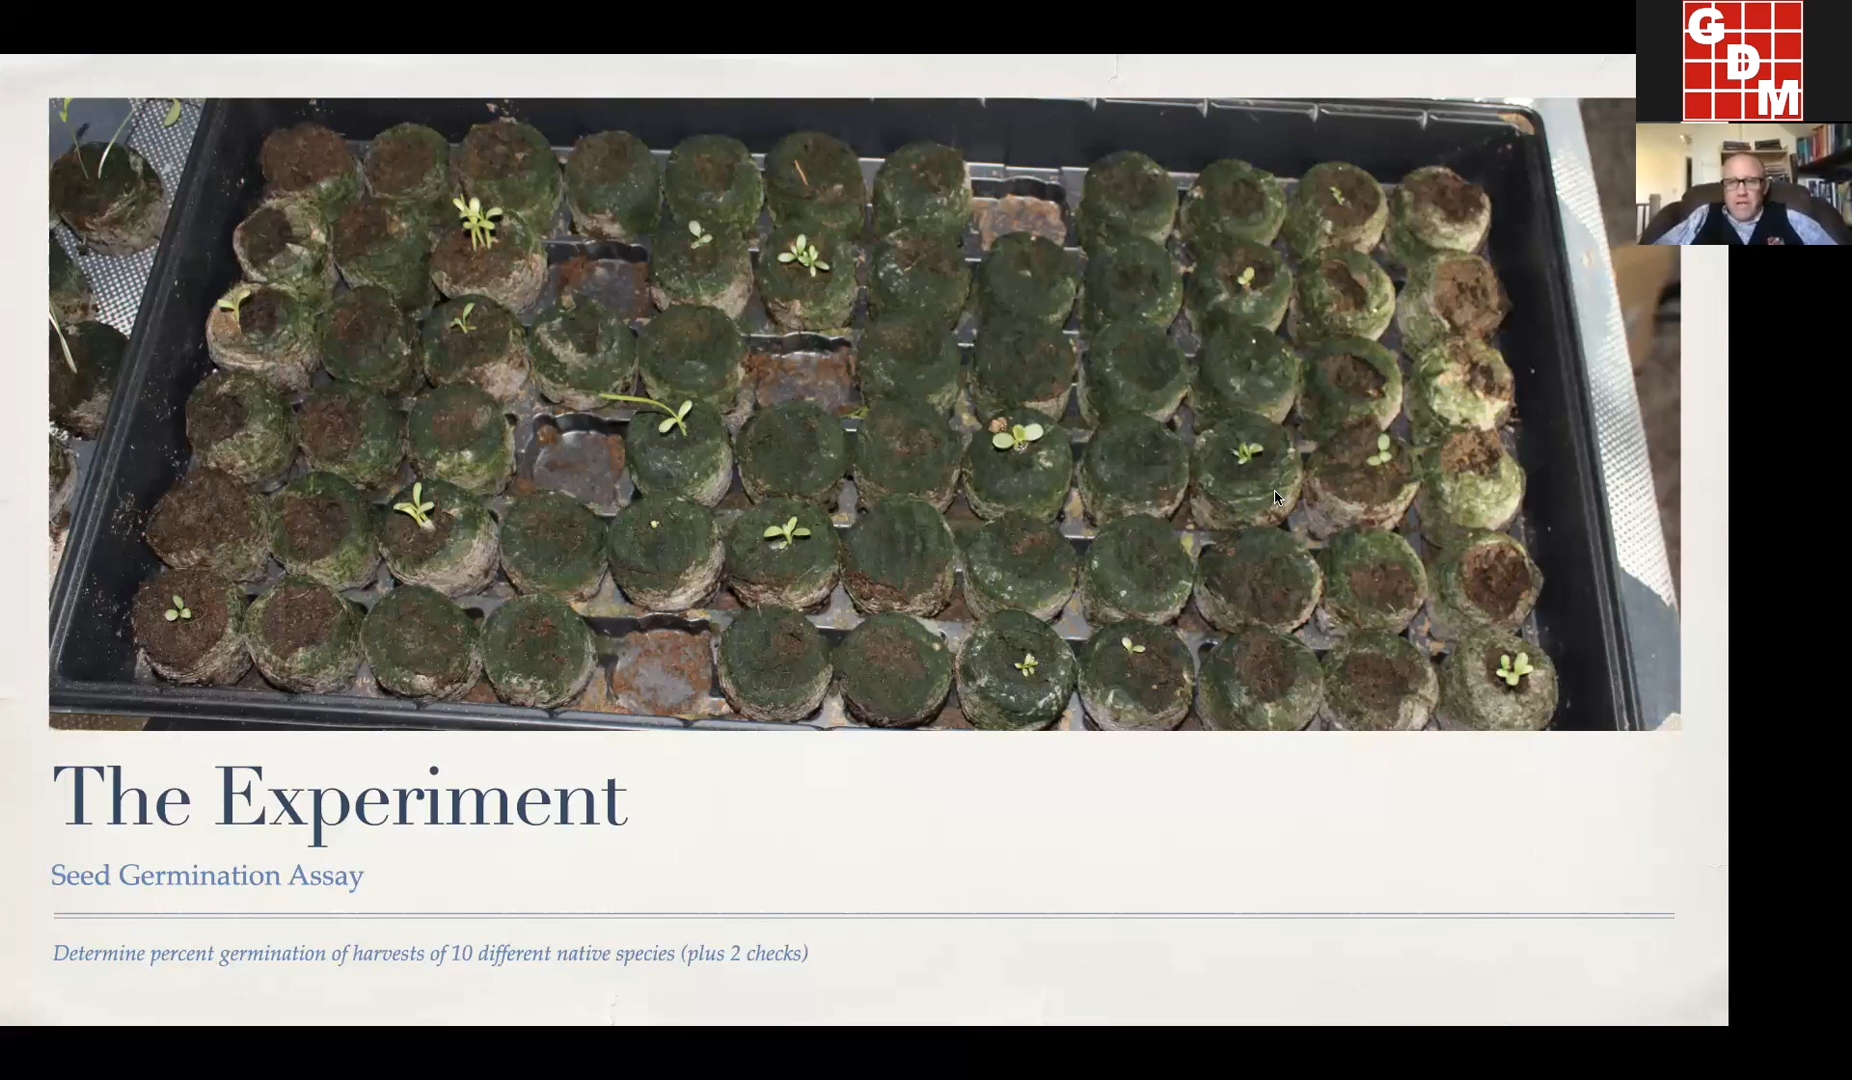 GDM
The Experiment
Seed Germination Assay
Determine percent germination of harvests of 10 different native species (plus 2 checks)